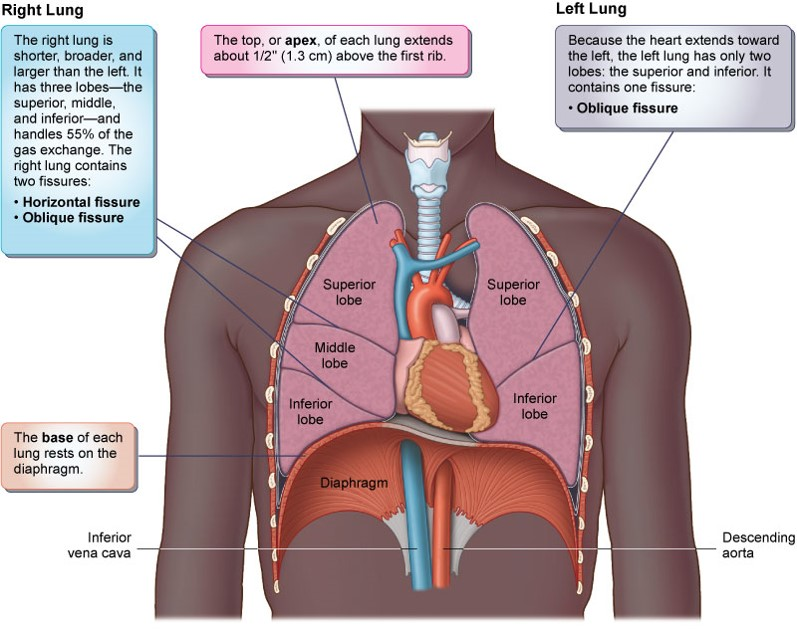 Right Lung
The right lung is
shorter, broader, and
larger than the left. It
has three lobes—the
superior, middle,
and inferior—and
handles 55% of the
gas exchange. The
right lung contains
two fissures:
• Horizontal fissure
• Oblique fissure
The top, or apex, of each lung extends
about 1/2" (1.3 cm) above the first rib.
Left Lung
Because the heart extends toward
the left, the left lung has only two
lobes: the superior and inferior. It
contains one fissure:
• Oblique fissure
Superior
lobe
Middle
lobe
Inferior
lobe
Superior
lobe
Inferior
lobe
The base of each
lung rests on the
diaphragm.
Diaphragm
Inferior
vena cava
Descending
aorta